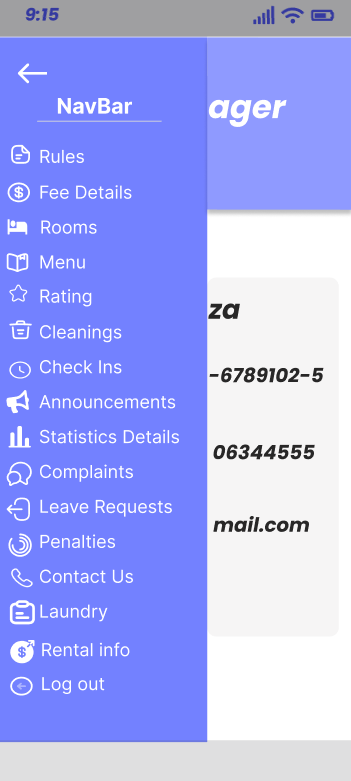 9:15
NavBar
ager
Rules
Fee Details
Rooms
Menu
Rating
za
Cleanings
Check Ins
-6789102-5
Announcements
Statistics Details
06344555
Complaints
Leave Requests
mail.com
Penalties
Contact Us
Laundry
Rental info
Log out